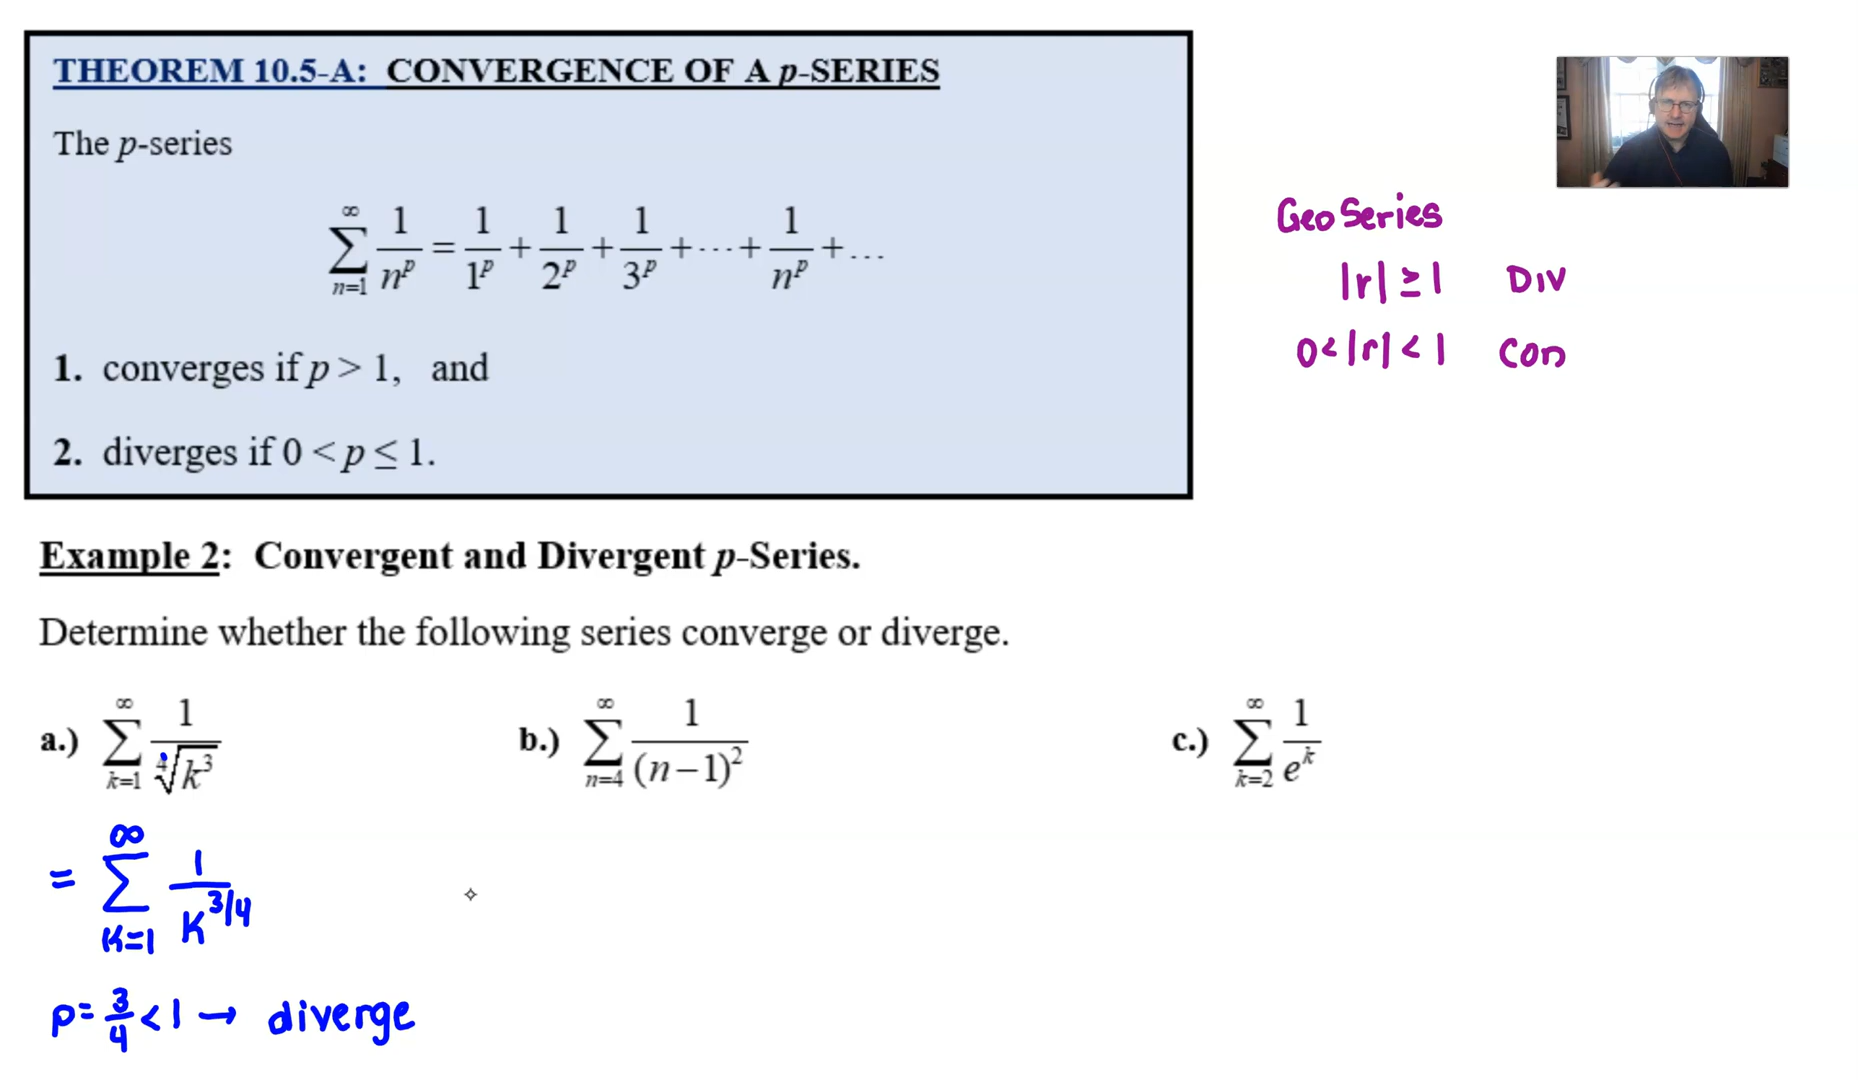 THEOREM 10.5-A: CONVERGENCE OF A p-SERIES
The p-series
∑_{n=1}^{∞} 1/n^p = 1/1^p + 1/2^p + 1/3^p + ··· + 1/n^p + ...
1. converges if p > 1, and
2. diverges if 0 < p ≤ 1.
Geo Series
|r| ≥ 1 DIV
0 < |r| < 1 con
Example 2: Convergent and Divergent p-Series.
Determine whether the following series converge or diverge.
a.) ∑_{k=1}^{∞} 1/∜(k^3)
b.) ∑_{n=4}^{∞} 1/(n−1)^2
c.) ∑_{k=2}^{∞} 1/e^k
= ∑_{K=1}^{∞} 1/K^{3/4}
p = 3/4 < 1 → diverge